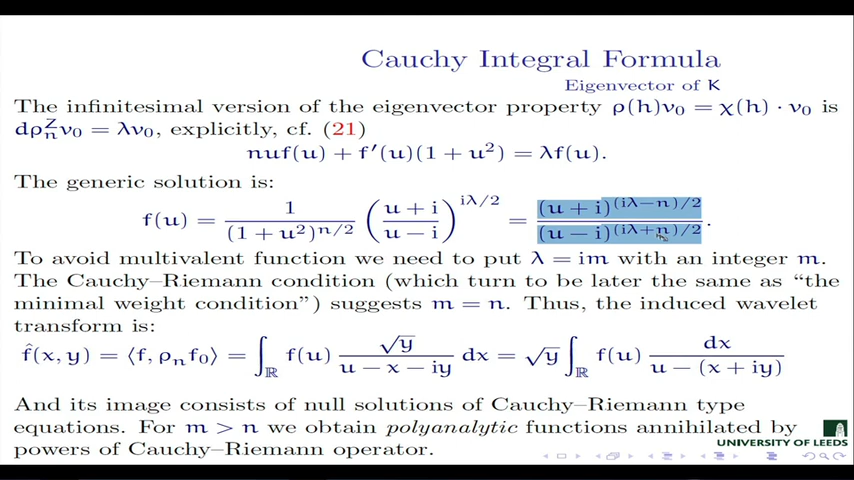 Cauchy Integral Formula
Eigenvector of K
The infinitesimal version of the eigenvector property ρ(h)v₀ = χ(h) · v₀ is
dρₙᶻv₀ = λv₀, explicitly, cf. (21)
nuf(u) + f′(u)(1 + u²) = λf(u).
The generic solution is:
f(u) = 1/(1 + u²)^{n/2} ((u + i)/(u − i))^{iλ/2} = (u + i)^{(iλ−n)/2}/(u − i)^{(iλ+n)/2}.
To avoid multivalent function we need to put λ = im with an integer m.
The Cauchy–Riemann condition (which turn to be later the same as “the
minimal weight condition”) suggests m = n. Thus, the induced wavelet
transform is:
f̂(x, y) = ⟨f, ρₙf₀⟩ = ∫_ℝ f(u) √y/(u − x − iy) dx = √y ∫_ℝ f(u) dx/(u − (x + iy))
And its image consists of null solutions of Cauchy–Riemann type
equations. For m > n we obtain polyanalytic functions annihilated by
powers of Cauchy–Riemann operator.
UNIVERSITY OF LEEDS